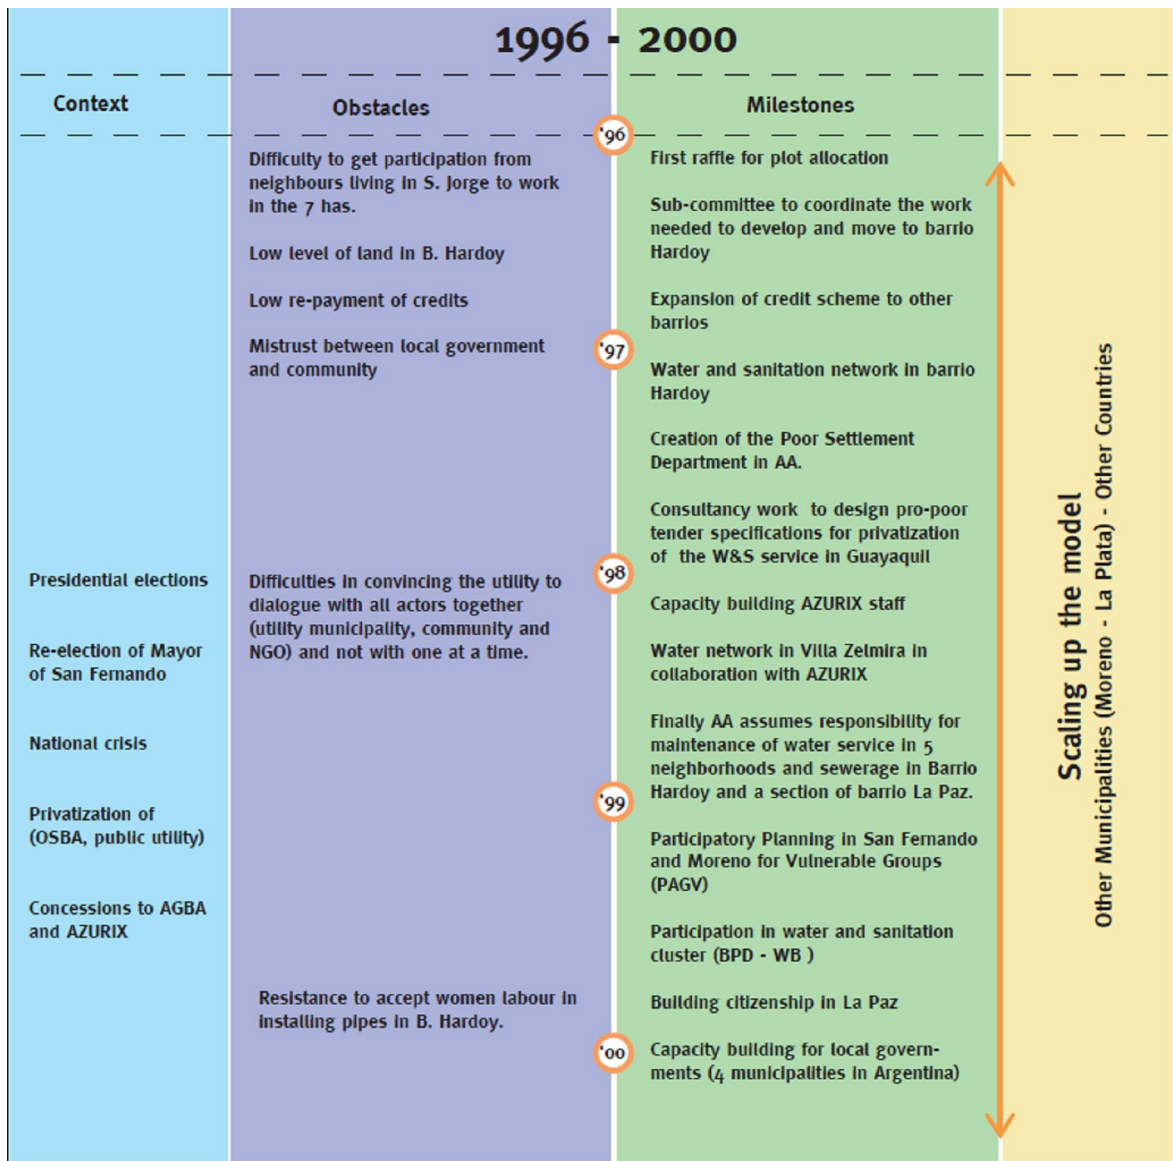 1996 - 2000
Context
Obstacles
Milestones
'96
'97
'98
'99
'00
Presidential elections
Re-election of Mayor
of San Fernando
National crisis
Privatization of
(OSBA, public utility)
Concessions to AGBA
and AZURIX
Difficulty to get participation from
neighbours living in S. Jorge to work
in the 7 has.
Low level of land in B. Hardoy
Low re-payment of credits
Mistrust between local government
and community
Difficulties in convincing the utility to
dialogue with all actors together
(utility municipality, community and
NGO) and not with one at a time.
Resistance to accept women labour in
installing pipes in B. Hardoy.
First raffle for plot allocation
Sub-committee to coordinate the work
needed to develop and move to barrio
Hardoy
Expansion of credit scheme to other
barrios
Water and sanitation network in barrio
Hardoy
Creation of the Poor Settlement
Department in AA.
Consultancy work to design pro-poor
tender specifications for privatization
of the W&S service in Guayaquil
Capacity building AZURIX staff
Water network in Villa Zelmira in
collaboration with AZURIX
Finally AA assumes responsibility for
maintenance of water service in 5
neighborhoods and sewerage in Barrio
Hardoy and a section of barrio La Paz.
Participatory Planning in San Fernando
and Moreno for Vulnerable Groups
(PAGV)
Participation in water and sanitation
cluster (BPD - WB )
Building citizenship in La Paz
Capacity building for local govern-
ments (4 municipalities in Argentina)
Scaling up the model
Other Municipalities (Moreno - La Plata) - Other Countries